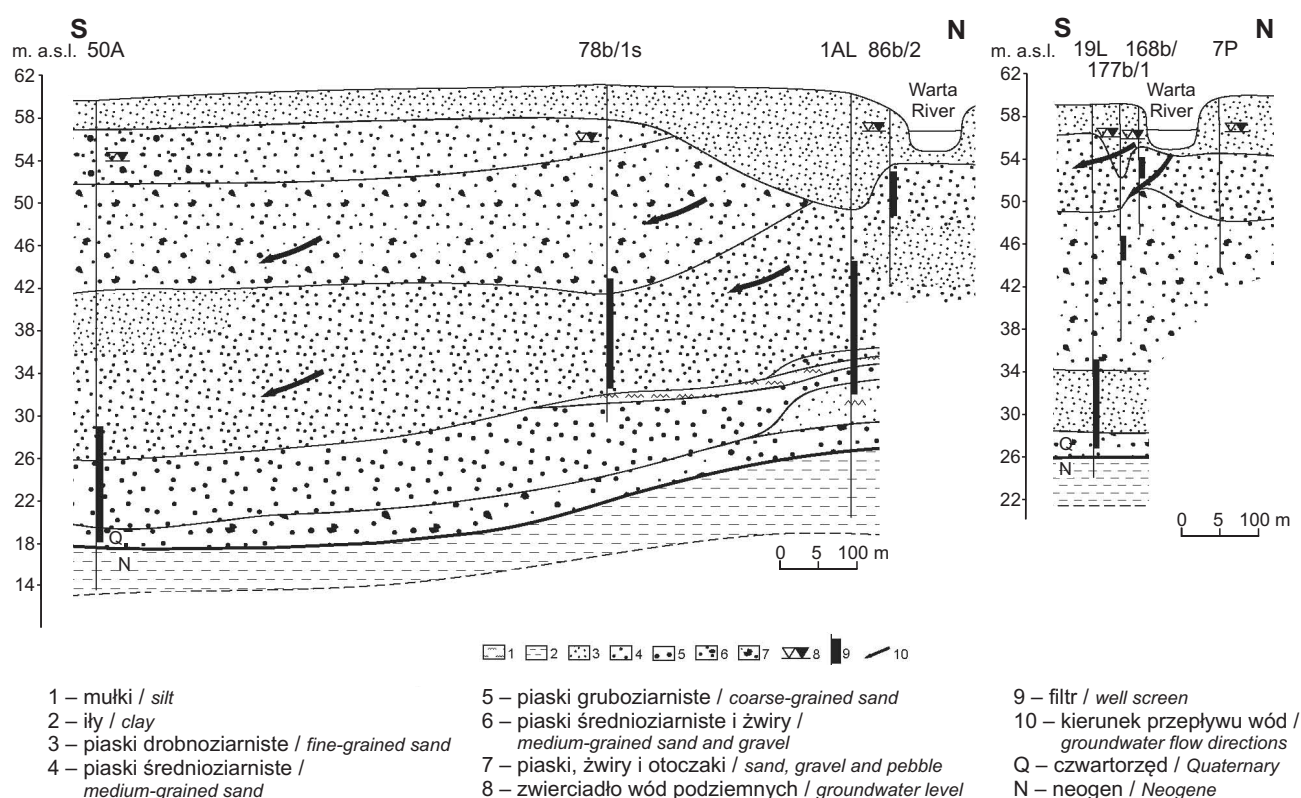 S N S N
m. a.s.l. 50A 78b/1s 1AL 86b/2 m. a.s.l. 19L 168b/ 7P
177b/1
62 62
Warta River Warta River
58 58
54 54
50 50
46 46
42 42
38 38
34 34
30 30
26 Q 26
N
22 22
18 Q
N
0 5 100 m 0 5 100 m
14
1 2 3 4 5 6 7 8 9 10
1 – mułki / silt
2 – iły / clay
3 – piaski drobnoziarniste / fine-grained sand
4 – piaski średnioziarniste /
medium-grained sand
5 – piaski gruboziarniste / coarse-grained sand
6 – piaski średnioziarniste i żwiry /
medium-grained sand and gravel
7 – piaski, żwiry i otoczaki / sand, gravel and pebble
8 – zwierciadło wód podziemnych / groundwater level
9 – filtr / well screen
10 – kierunek przepływu wód /
groundwater flow directions
Q – czwartorzęd / Quaternary
N – neogen / Neogene